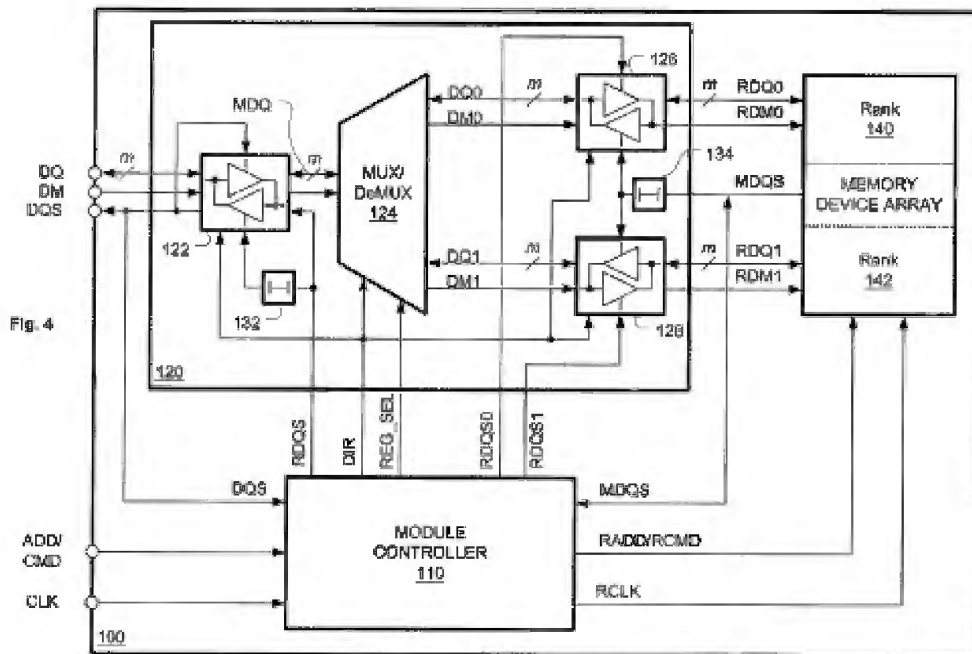 126
DQ0
m
m
RDQ0
MDQ
DM0
RDM0
Rank
140
DQ
m
m
MUX/
DeMUX
124
134
DM
DQS
MDQS
MEMORY
DEVICE ARRAY
122
DQ1
m
m
RDQ1
DM1
RDM1
Rank
142
132
128
Fig. 4
120
RDQS
DIR
REG_SEL
RDQS0
RDQS1
DQS
MDQS
ADD/
CMD
MODULE
CONTROLLER
110
RADD/RCMD
CLK
RCLK
100